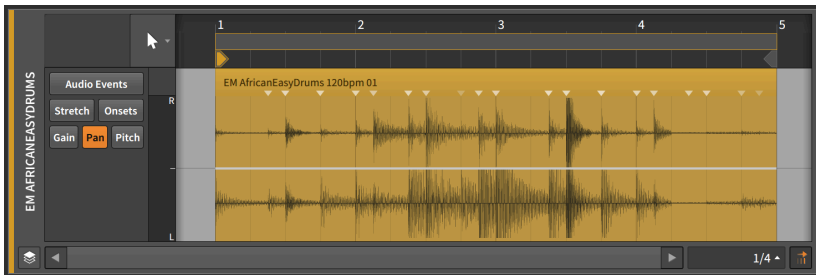 1 2 3 4 5
EM AFRICANEASYDRUMS
Audio Events
Stretch Onsets
Gain Pan Pitch
EM AfricanEasyDrums 120bpm 01
R
L
1/4